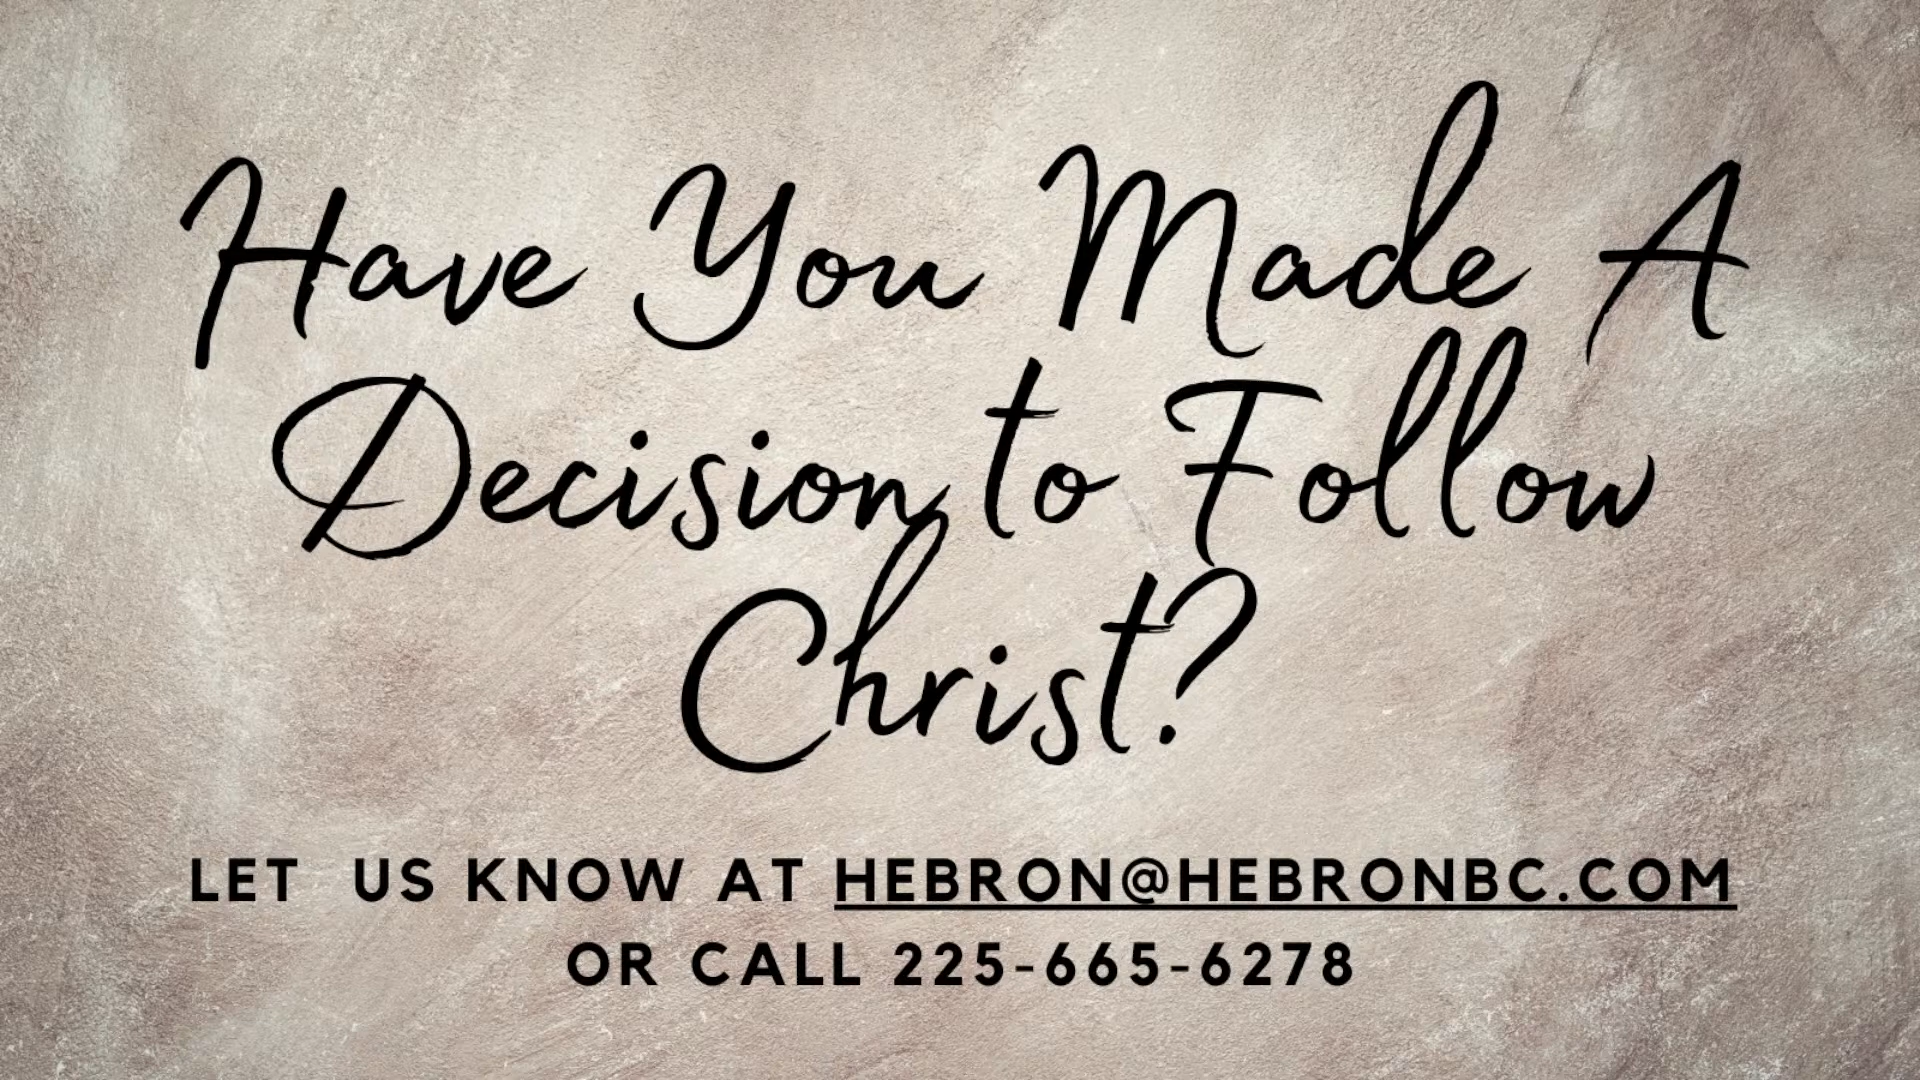 Have You Made A
Decision to Follow
Christ?
LET US KNOW AT HEBRON@HEBRONBC.COM
OR CALL 225-665-6278